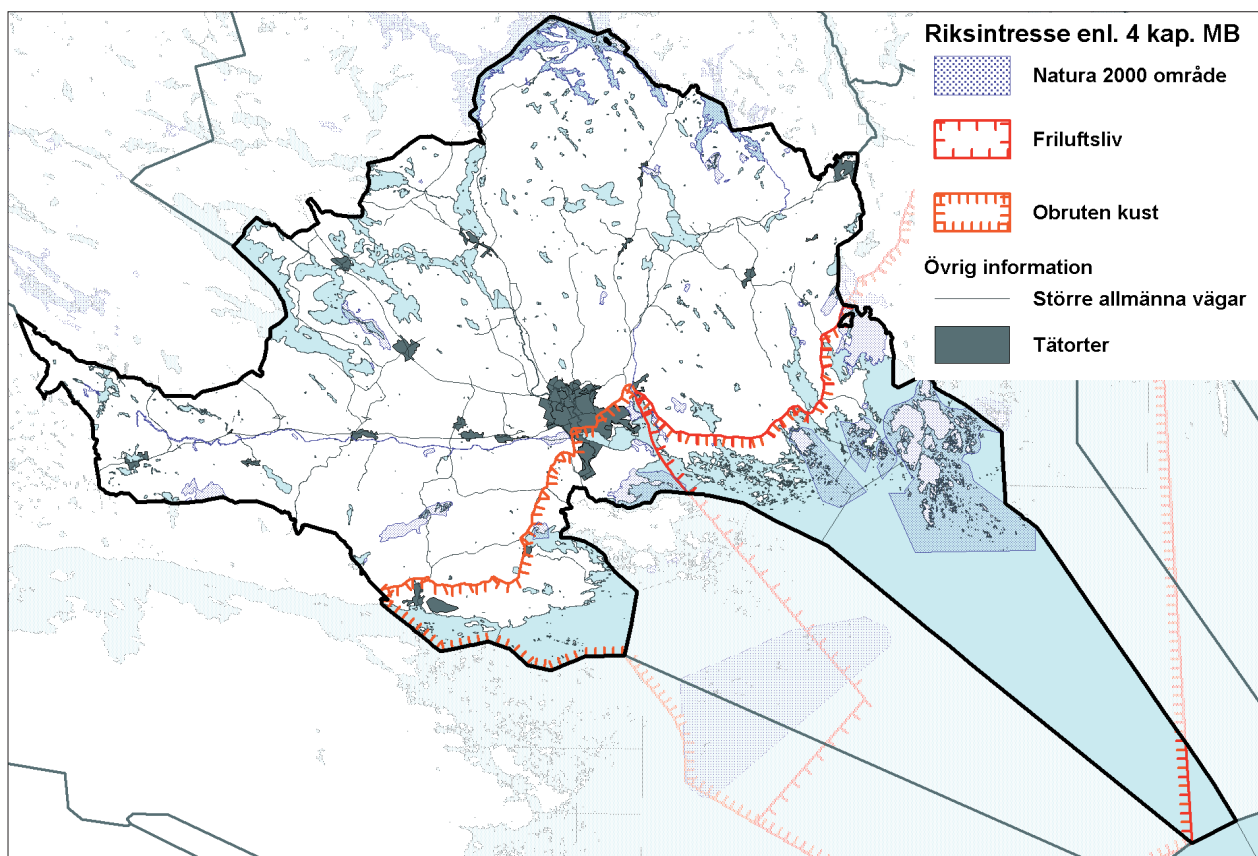 Riksintresse enl. 4 kap. MB
Natura 2000 område
Friluftsliv
Obruten kust
Övrig information
Större allmänna vägar
Tätorter